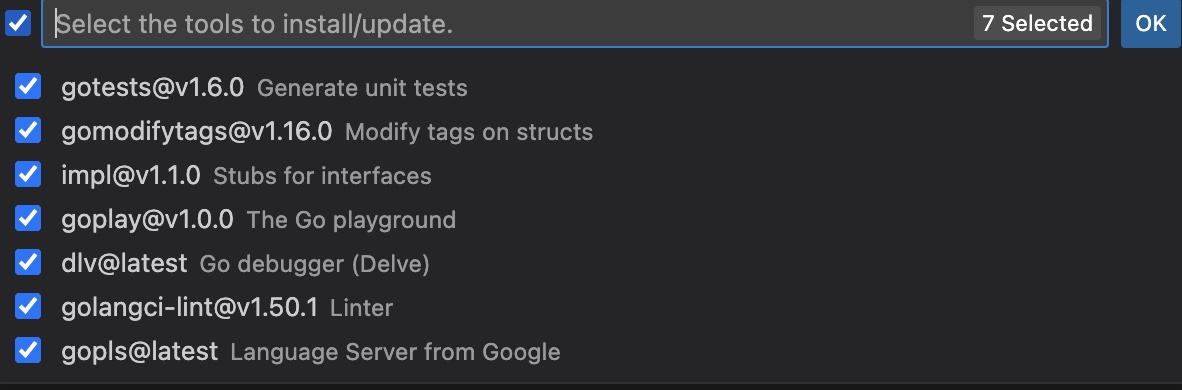 Select the tools to install/update. 7 Selected OK
gotests@v1.6.0 Generate unit tests
gomodifytags@v1.16.0 Modify tags on structs
impl@v1.1.0 Stubs for interfaces
goplay@v1.0.0 The Go playground
dlv@latest Go debugger (Delve)
golangci-lint@v1.50.1 Linter
gopls@latest Language Server from Google